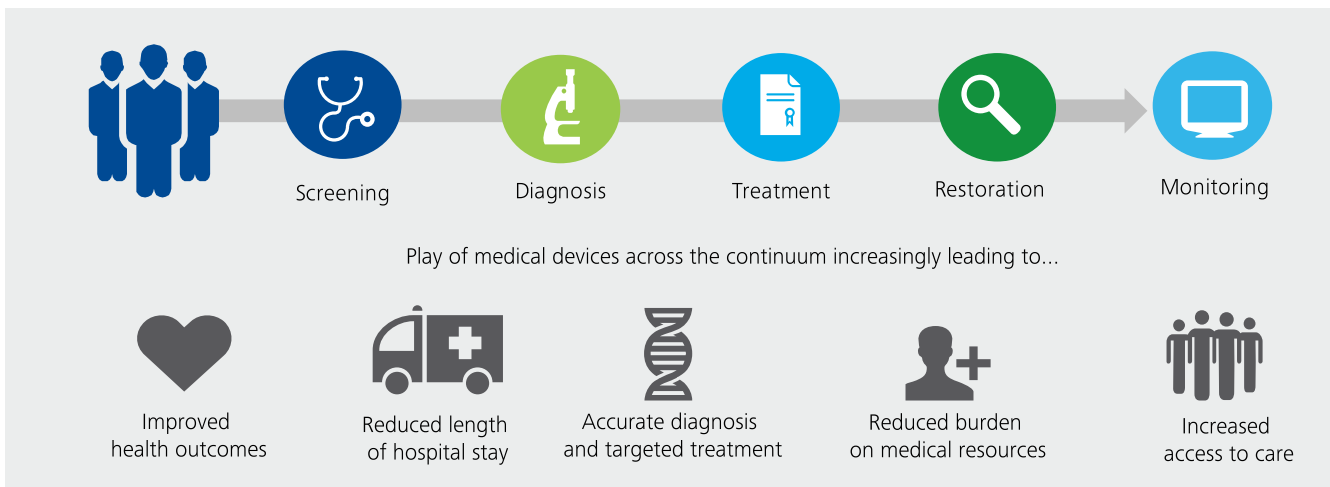 Screening
Diagnosis
Treatment
Restoration
Monitoring
Play of medical devices across the continuum increasingly leading to...
Improved
health outcomes
Reduced length
of hospital stay
Accurate diagnosis
and targeted treatment
Reduced burden
on medical resources
Increased
access to care